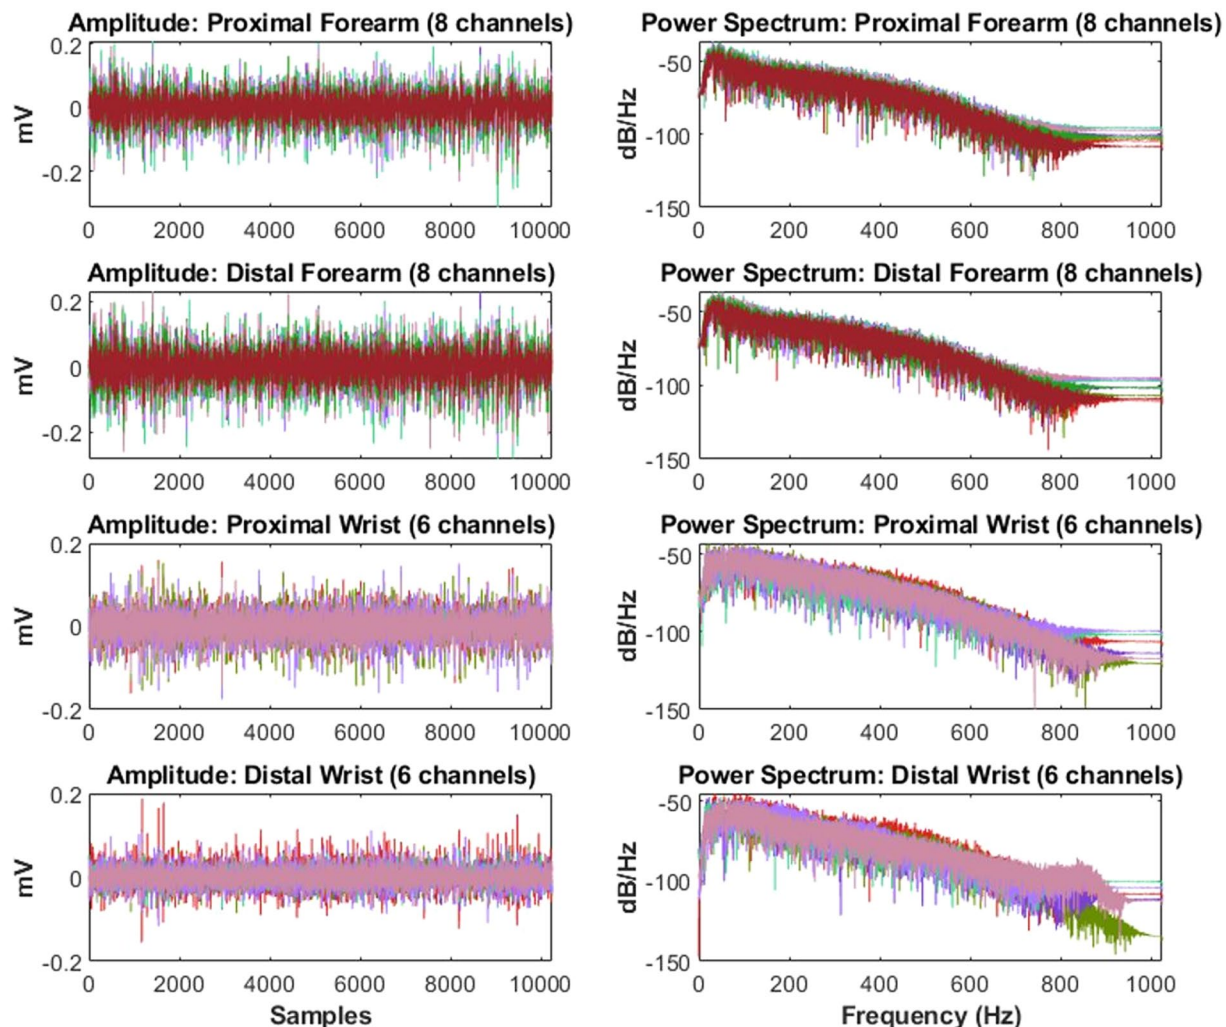 Amplitude: Proximal Forearm (8 channels)
0.2
0
-0.2
mV
0 2000 4000 6000 8000 10000
Power Spectrum: Proximal Forearm (8 channels)
-50
-100
-150
dB/Hz
0 200 400 600 800 1000
Amplitude: Distal Forearm (8 channels)
0.2
0
-0.2
mV
0 2000 4000 6000 8000 10000
Power Spectrum: Distal Forearm (8 channels)
-50
-100
-150
dB/Hz
0 200 400 600 800 1000
Amplitude: Proximal Wrist (6 channels)
0.2
0
-0.2
mV
0 2000 4000 6000 8000 10000
Power Spectrum: Proximal Wrist (6 channels)
-50
-100
-150
dB/Hz
0 200 400 600 800 1000
Amplitude: Distal Wrist (6 channels)
0.2
0
-0.2
mV
0 2000 4000 6000 8000 10000
Samples
Power Spectrum: Distal Wrist (6 channels)
-50
-100
-150
dB/Hz
0 200 400 600 800 1000
Frequency (Hz)